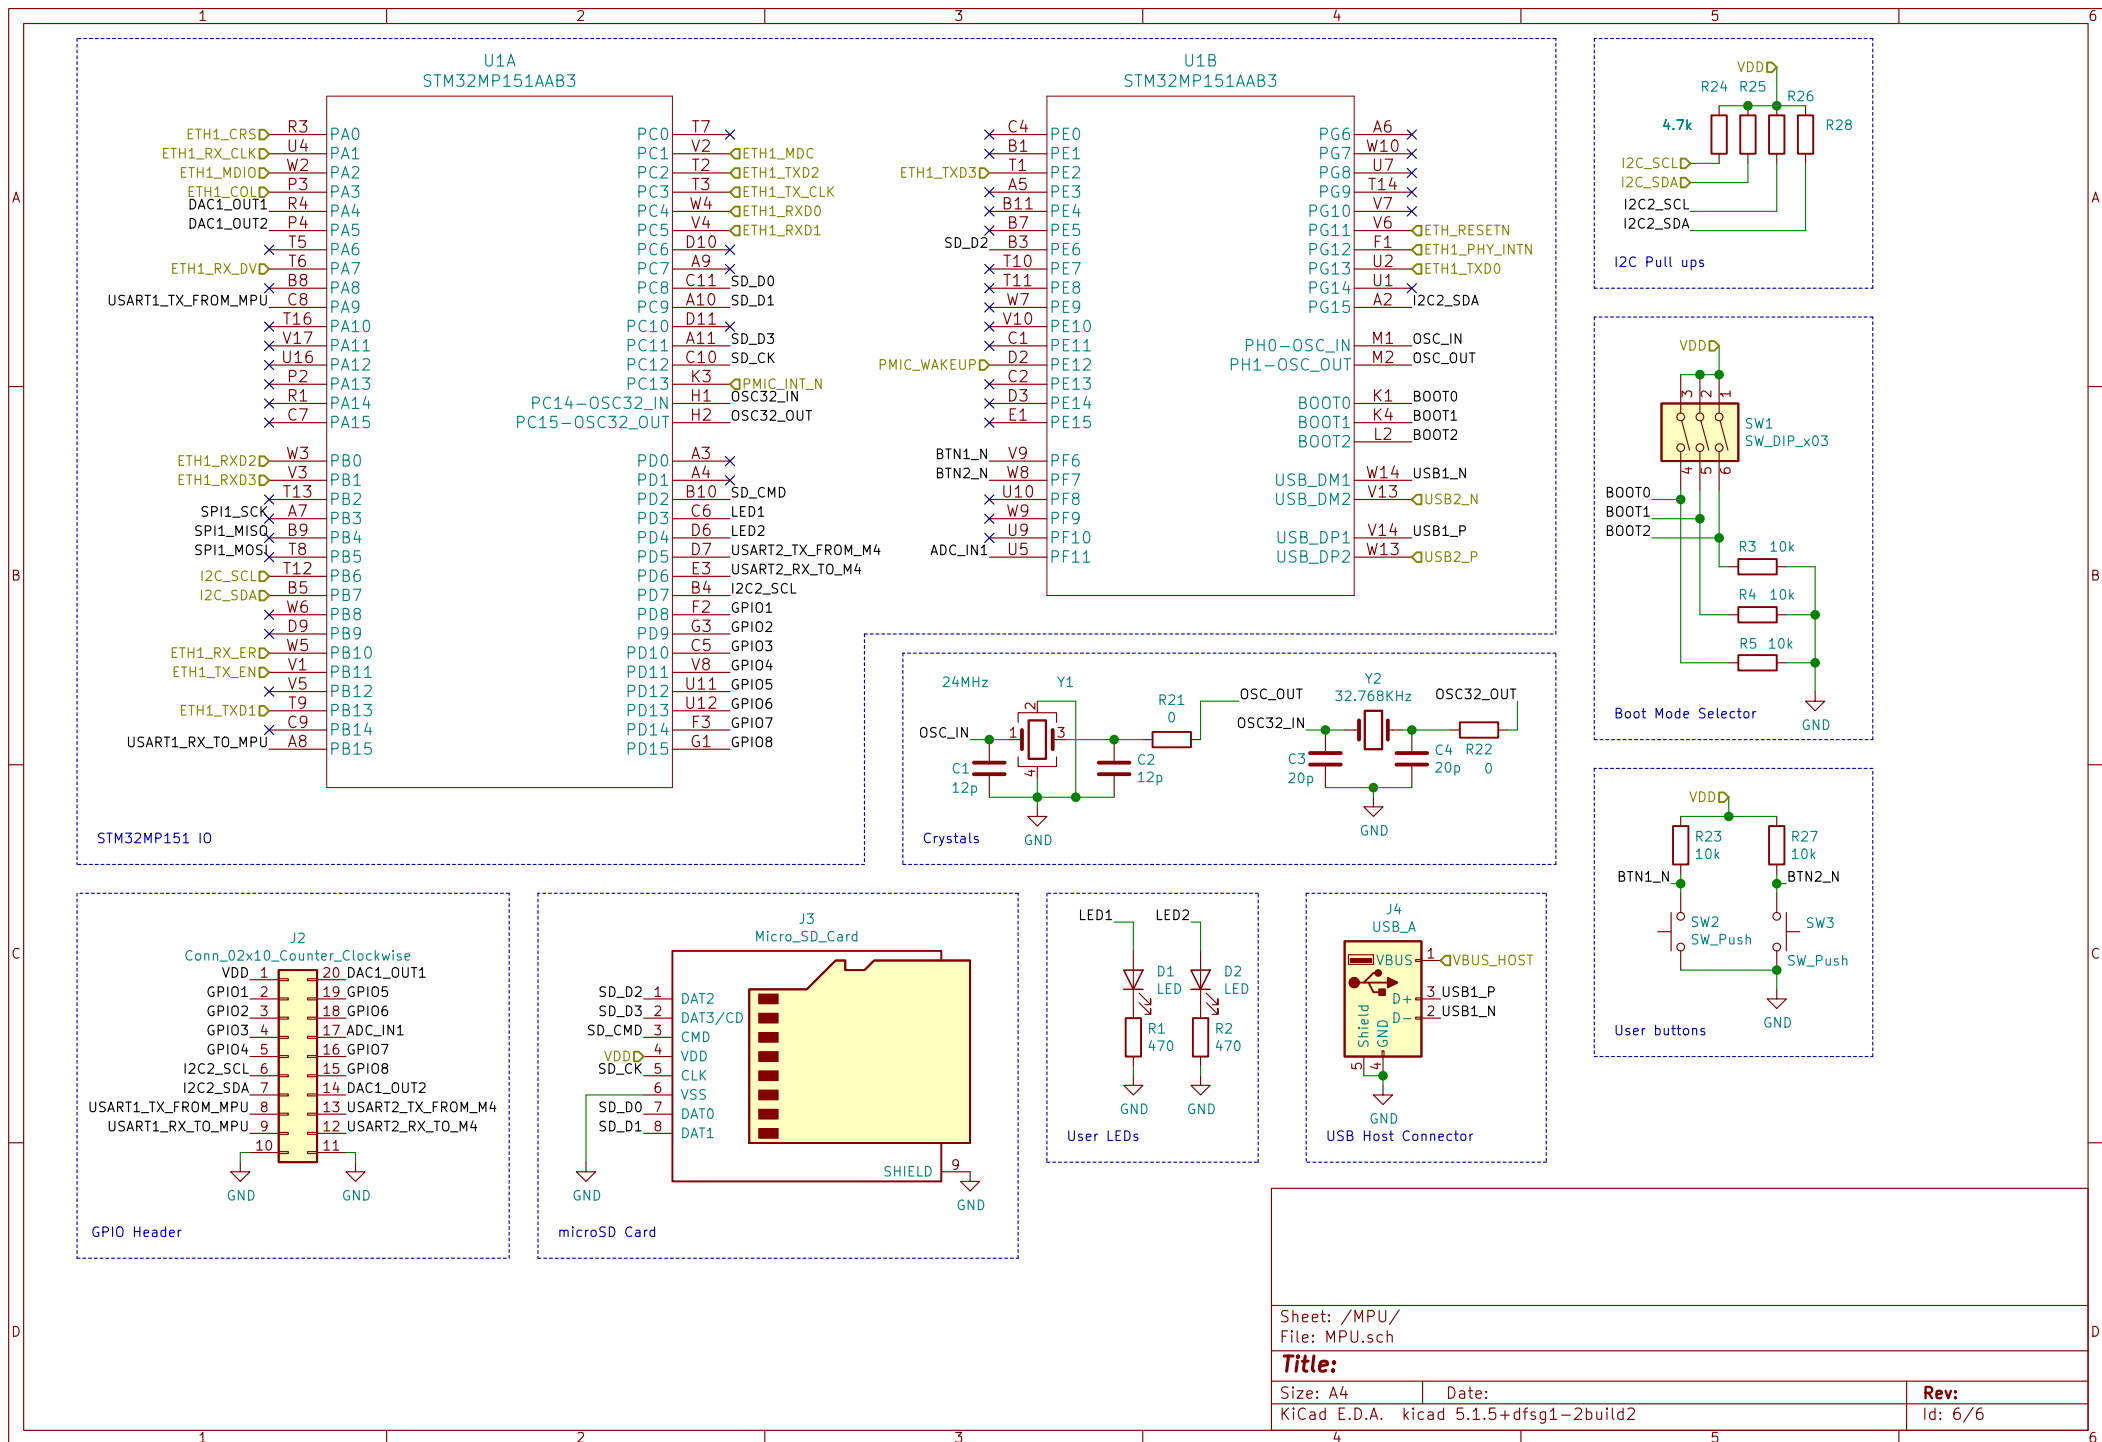 1 2 3 4 5 6
A
B
C
D
U1A
STM32MP151AAB3
ETH1_CRS R3 PA0
ETH1_RX_CLK U4 PA1
ETH1_MDIO W2 PA2
ETH1_COL P3 PA3
DAC1_OUT1 R4 PA4
DAC1_OUT2 P4 PA5
T5 PA6
ETH1_RX_DV T6 PA7
B8 PA8
USART1_TX_FROM_MPU C8 PA9
T16 PA10
V17 PA11
U16 PA12
P2 PA13
R1 PA14
C7 PA15
ETH1_RXD2 W3 PB0
ETH1_RXD3 V3 PB1
T13 PB2
SPI1_SCK A7 PB3
SPI1_MISO B9 PB4
SPI1_MOSI T8 PB5
I2C_SCL T12 PB6
I2C_SDA B5 PB7
W6 PB8
D9 PB9
ETH1_RX_ER W5 PB10
ETH1_TX_EN V1 PB11
V5 PB12
ETH1_TXD1 T9 PB13
C9 PB14
USART1_RX_TO_MPU A8 PB15
PC0 T7
PC1 V2 ETH1_MDC
PC2 T2 ETH1_TXD2
PC3 T3 ETH1_TX_CLK
PC4 W4 ETH1_RXD0
PC5 V4 ETH1_RXD1
PC6 D10
PC7 A9
PC8 C11 SD_D0
PC9 A10 SD_D1
PC10 D11
PC11 A11 SD_D3
PC12 C10 SD_CK
PC13 K3 PMIC_INT_N
PC14-OSC32_IN H1 OSC32_IN
PC15-OSC32_OUT H2 OSC32_OUT
PD0 A3
PD1 A4
PD2 B10 SD_CMD
PD3 C6 LED1
PD4 D6 LED2
PD5 D7 USART2_TX_FROM_M4
PD6 E3 USART2_RX_TO_M4
PD7 B4 I2C2_SCL
PD8 F2 GPIO1
PD9 G3 GPIO2
PD10 C5 GPIO3
PD11 V8 GPIO4
PD12 U11 GPIO5
PD13 U12 GPIO6
PD14 F3 GPIO7
PD15 G1 GPIO8
STM32MP151 IO
U1B
STM32MP151AAB3
C4 PE0
B1 PE1
ETH1_TXD3 T1 PE2
A5 PE3
B11 PE4
B7 PE5
SD_D2 B3 PE6
T10 PE7
T11 PE8
W7 PE9
V10 PE10
C1 PE11
PMIC_WAKEUP D2 PE12
C2 PE13
D3 PE14
E1 PE15
BTN1_N V9 PF6
BTN2_N W8 PF7
U10 PF8
W9 PF9
U9 PF10
ADC_IN1 U5 PF11
PG6 A6
PG7 W10
PG8 U7
PG9 T14
PG10 V7
PG11 V6 ETH_RESETN
PG12 F1 ETH1_PHY_INTN
PG13 U2 ETH1_TXD0
PG14 U1
PG15 A2 I2C2_SDA
PH0-OSC_IN M1 OSC_IN
PH1-OSC_OUT M2 OSC_OUT
BOOT0 K1 BOOT0
BOOT1 K4 BOOT1
BOOT2 L2 BOOT2
USB_DM1 W14 USB1_N
USB_DM2 V13 USB2_N
USB_DP1 V14 USB1_P
USB_DP2 W13 USB2_P
VDD
R24 R25 R26
4.7k R28
I2C_SCL
I2C_SDA
I2C2_SCL
I2C2_SDA
I2C Pull ups
VDD
3 2 1
SW1
SW_DIP_x03
4 5 6
BOOT0
BOOT1
BOOT2
R3 10k
R4 10k
R5 10k
GND
Boot Mode Selector
24MHz Y1
OSC_IN 1 2 3 4
C1
12p
C2
12p
R21
0
OSC_OUT
GND
Y2
32.768KHz
OSC32_IN
OSC32_OUT
C3
20p
C4
20p
R22
0
GND
Crystals
VDD
R23
10k
R27
10k
BTN1_N BTN2_N
SW2
SW_Push
SW3
SW_Push
GND
User buttons
J2
Conn_02x10_Counter_Clockwise
VDD 1 20 DAC1_OUT1
GPIO1 2 19 GPIO5
GPIO2 3 18 GPIO6
GPIO3 4 17 ADC_IN1
GPIO4 5 16 GPIO7
I2C2_SCL 6 15 GPIO8
I2C2_SDA 7 14 DAC1_OUT2
USART1_TX_FROM_MPU 8 13 USART2_TX_FROM_M4
USART1_RX_TO_MPU 9 12 USART2_RX_TO_M4
10 11
GND GND
GPIO Header
J3
Micro_SD_Card
SD_D2 1 DAT2
SD_D3 2 DAT3/CD
SD_CMD 3 CMD
VDD 4 VDD
SD_CK 5 CLK
6 VSS
SD_D0 7 DAT0
SD_D1 8 DAT1
SHIELD 9
GND GND
microSD Card
LED1 LED2
D1
LED
D2
LED
R1
470
R2
470
GND GND
User LEDs
J4
USB_A
VBUS 1 VBUS_HOST
D+ 3 USB1_P
D- 2 USB1_N
Shield GND
5 4
GND
USB Host Connector
Sheet: /MPU/
File: MPU.sch
Title:
Size: A4 Date: Rev:
KiCad E.D.A. kicad 5.1.5+dfsg1-2build2 Id: 6/6
A
B
C
D
1 2 3 4 5 6